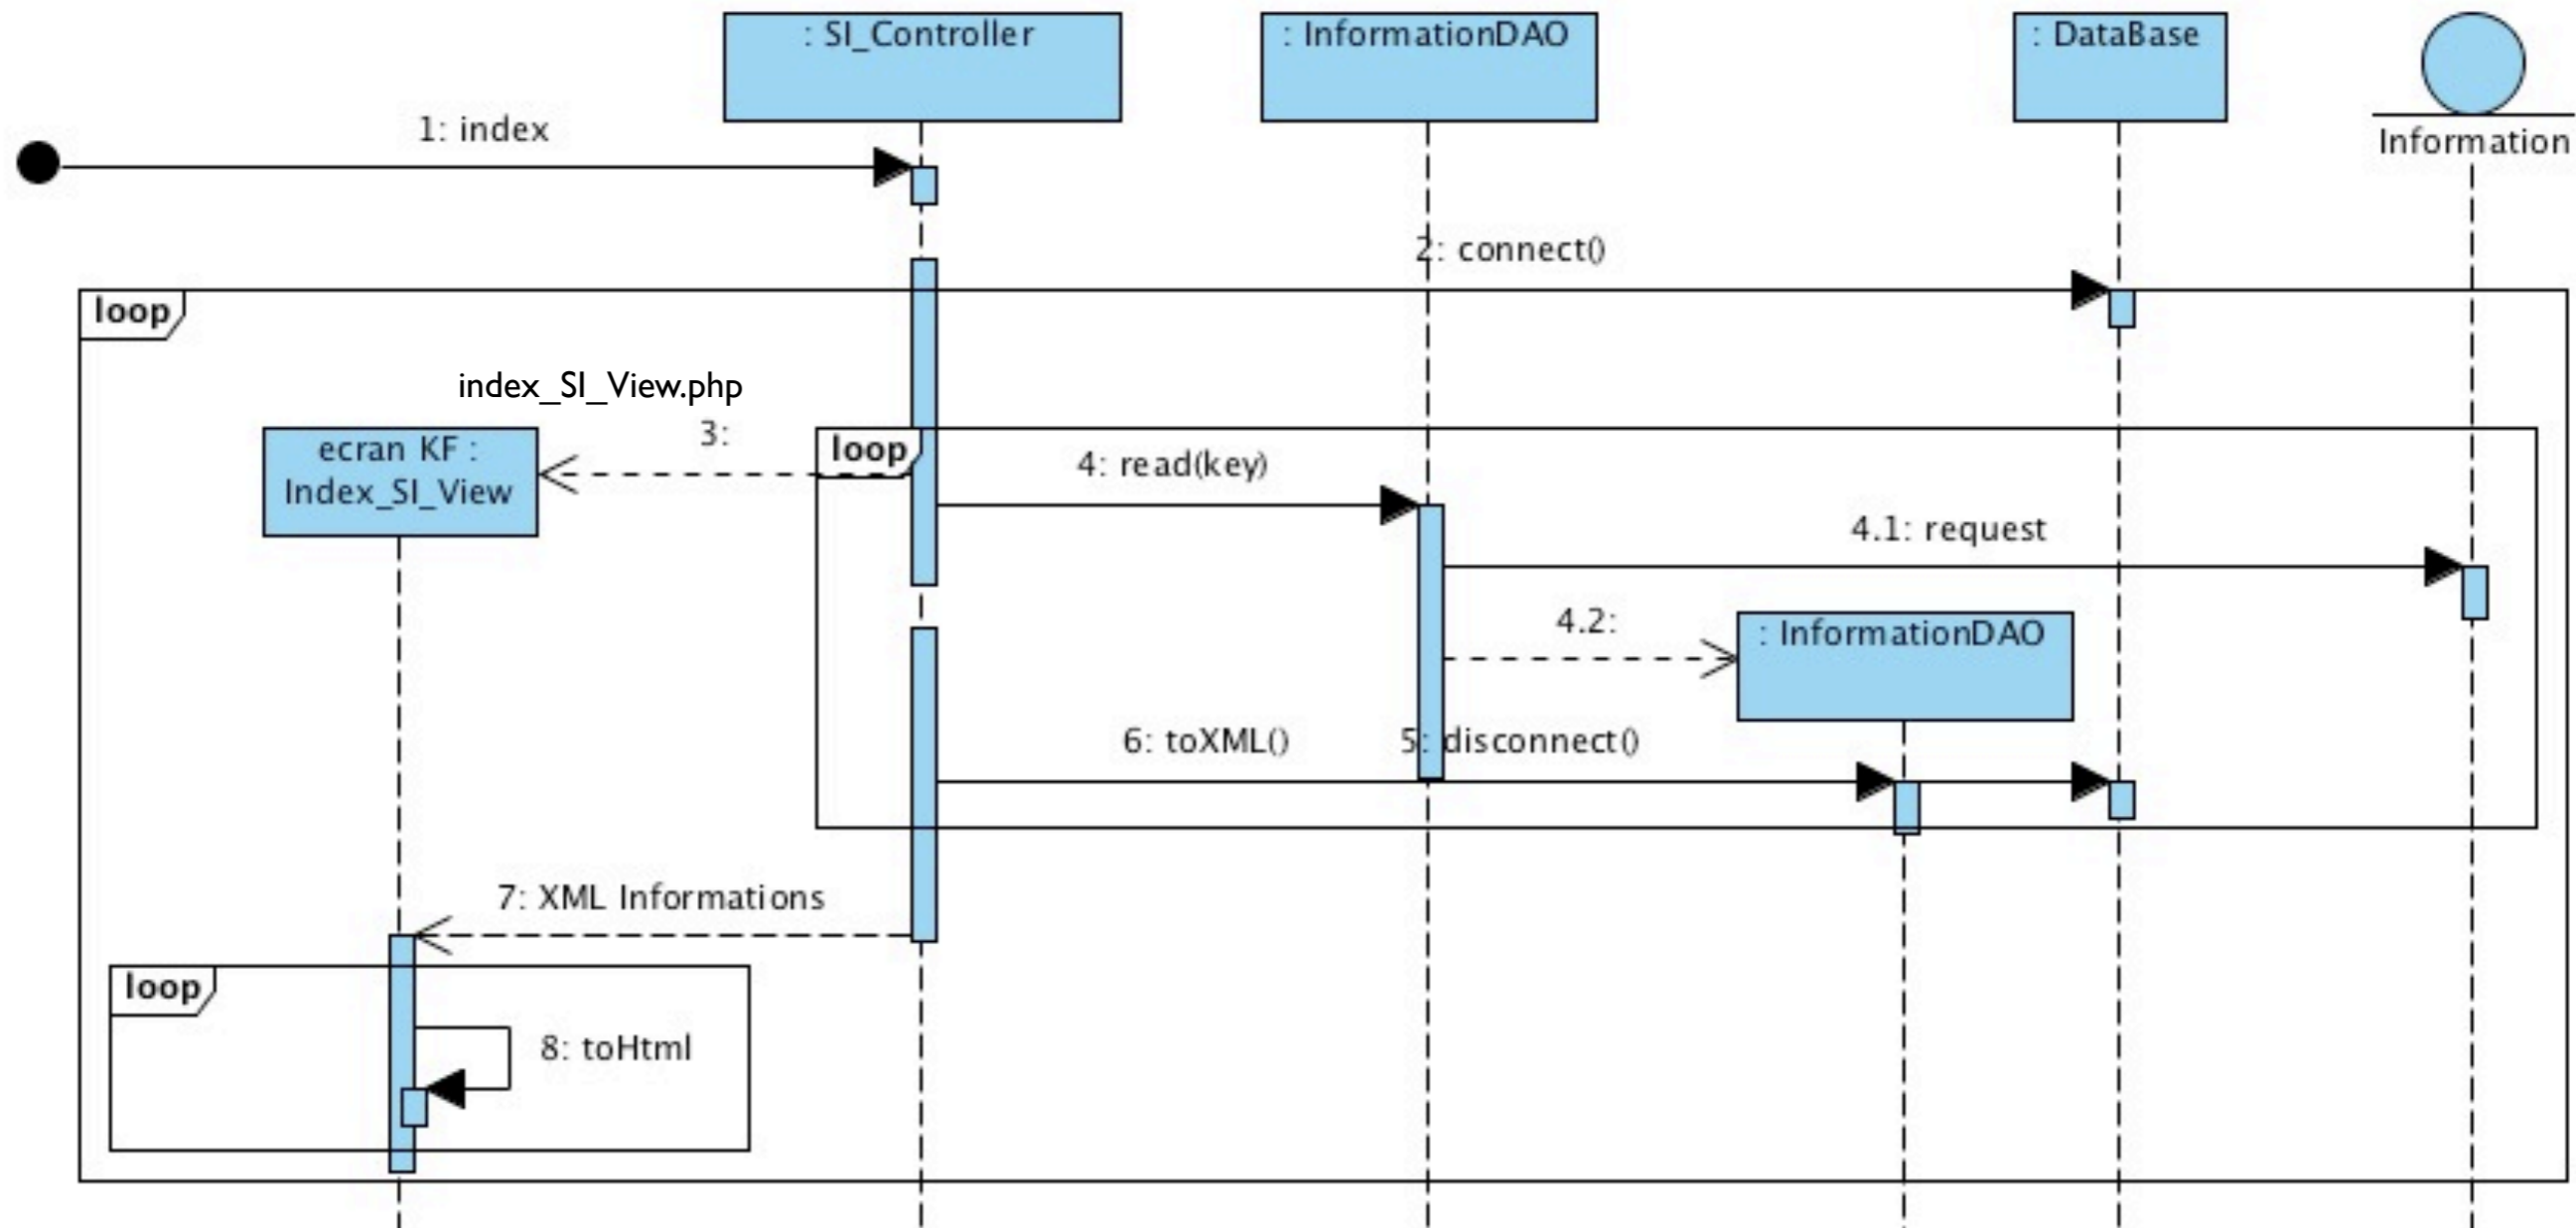 : SI_Controller
: InformationDAO
: DataBase
Information
1: index
2: connect()
loop
index_SI_View.php
ecran KF :
Index_SI_View
3:
loop
4: read(key)
4.1: request
4.2:
: InformationDAO
6: toXML()
5: disconnect()
7: XML Informations
loop
8: toHtml